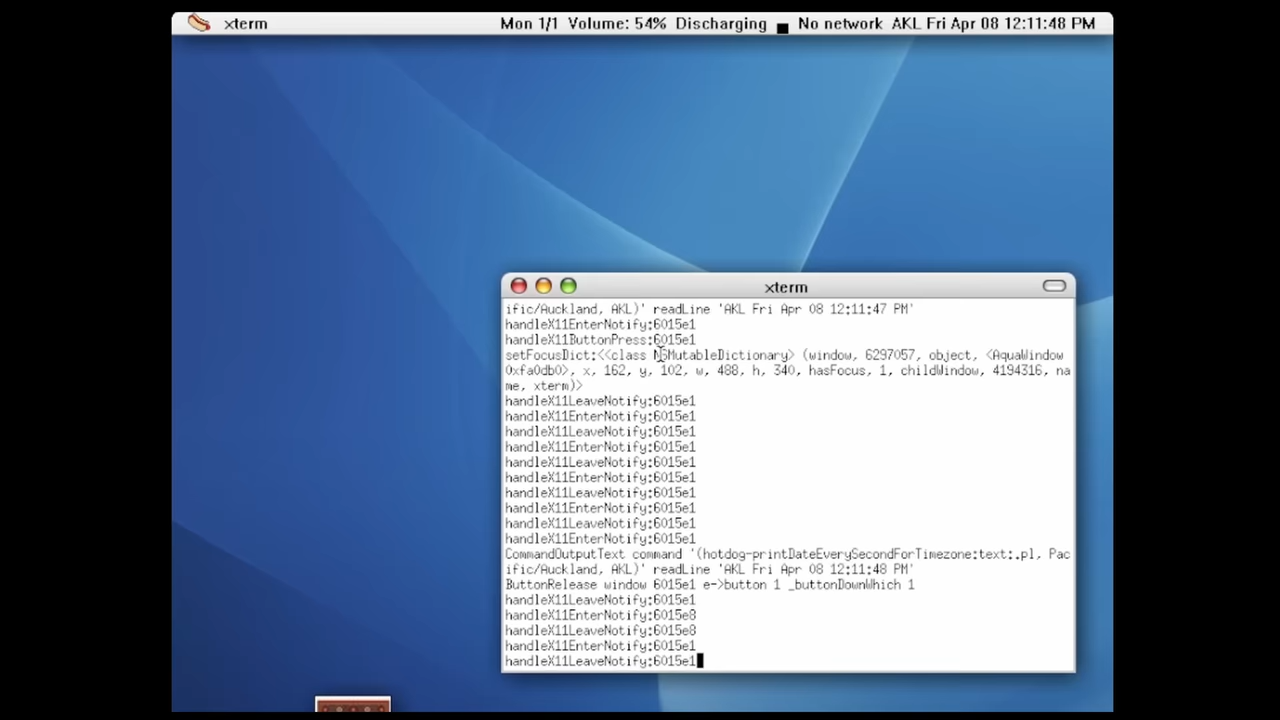 xterm Mon 1/1 Volume: 54% Discharging No network AKL Fri Apr 08 12:11:48 PM
xterm
ific/Auckland, AKL)' readLine 'AKL Fri Apr 08 12:11:47 PM'
handleX11EnterNotify:6015e1
handleX11ButtonPress:6015e1
setFocusDict:<<class NSMutableDictionary> (window, 6297057, object, <AquaWindow
0xfa0db0>, x, 162, y, 102, w, 488, h, 340, hasFocus, 1, childWindow, 4194316, na
me, xterm)>
handleX11LeaveNotify:6015e1
handleX11EnterNotify:6015e1
handleX11LeaveNotify:6015e1
handleX11EnterNotify:6015e1
handleX11LeaveNotify:6015e1
handleX11EnterNotify:6015e1
handleX11LeaveNotify:6015e1
handleX11EnterNotify:6015e1
handleX11LeaveNotify:6015e1
handleX11EnterNotify:6015e1
CommandOutputText command '(hotdog-printDateEverySecondForTimezone:text:.pl, Pac
ific/Auckland, AKL)' readLine 'AKL Fri Apr 08 12:11:48 PM'
ButtonRelease window 6015e1 e->button 1 _buttonDownWhich 1
handleX11LeaveNotify:6015e1
handleX11EnterNotify:6015e8
handleX11LeaveNotify:6015e8
handleX11EnterNotify:6015e1
handleX11LeaveNotify:6015e1